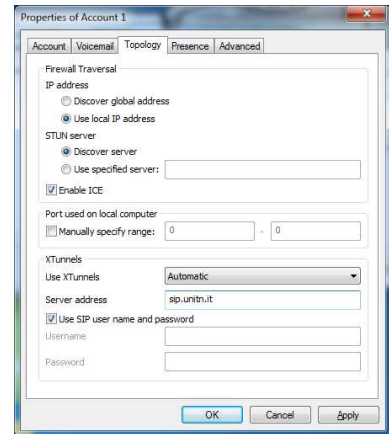 Properties of Account 1
Account Voicemail Topology Presence Advanced
Firewall Traversal
IP address
Discover global address
Use local IP address
STUN server
Discover server
Use specified server:
Enable ICE
Port used on local computer
Manually specify range: 0 - 0
XTunnels
Use XTunnels Automatic
Server address sip.unitn.it
Use SIP user name and password
Username
Password
OK Cancel Apply